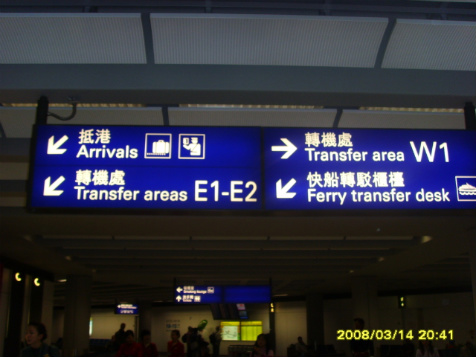 抵港
Arrivals
轉機處
Transfer areas E1-E2
轉機處
Transfer area W1
快船轉駁櫃檯
Ferry transfer desk
2008/03/14 20:41